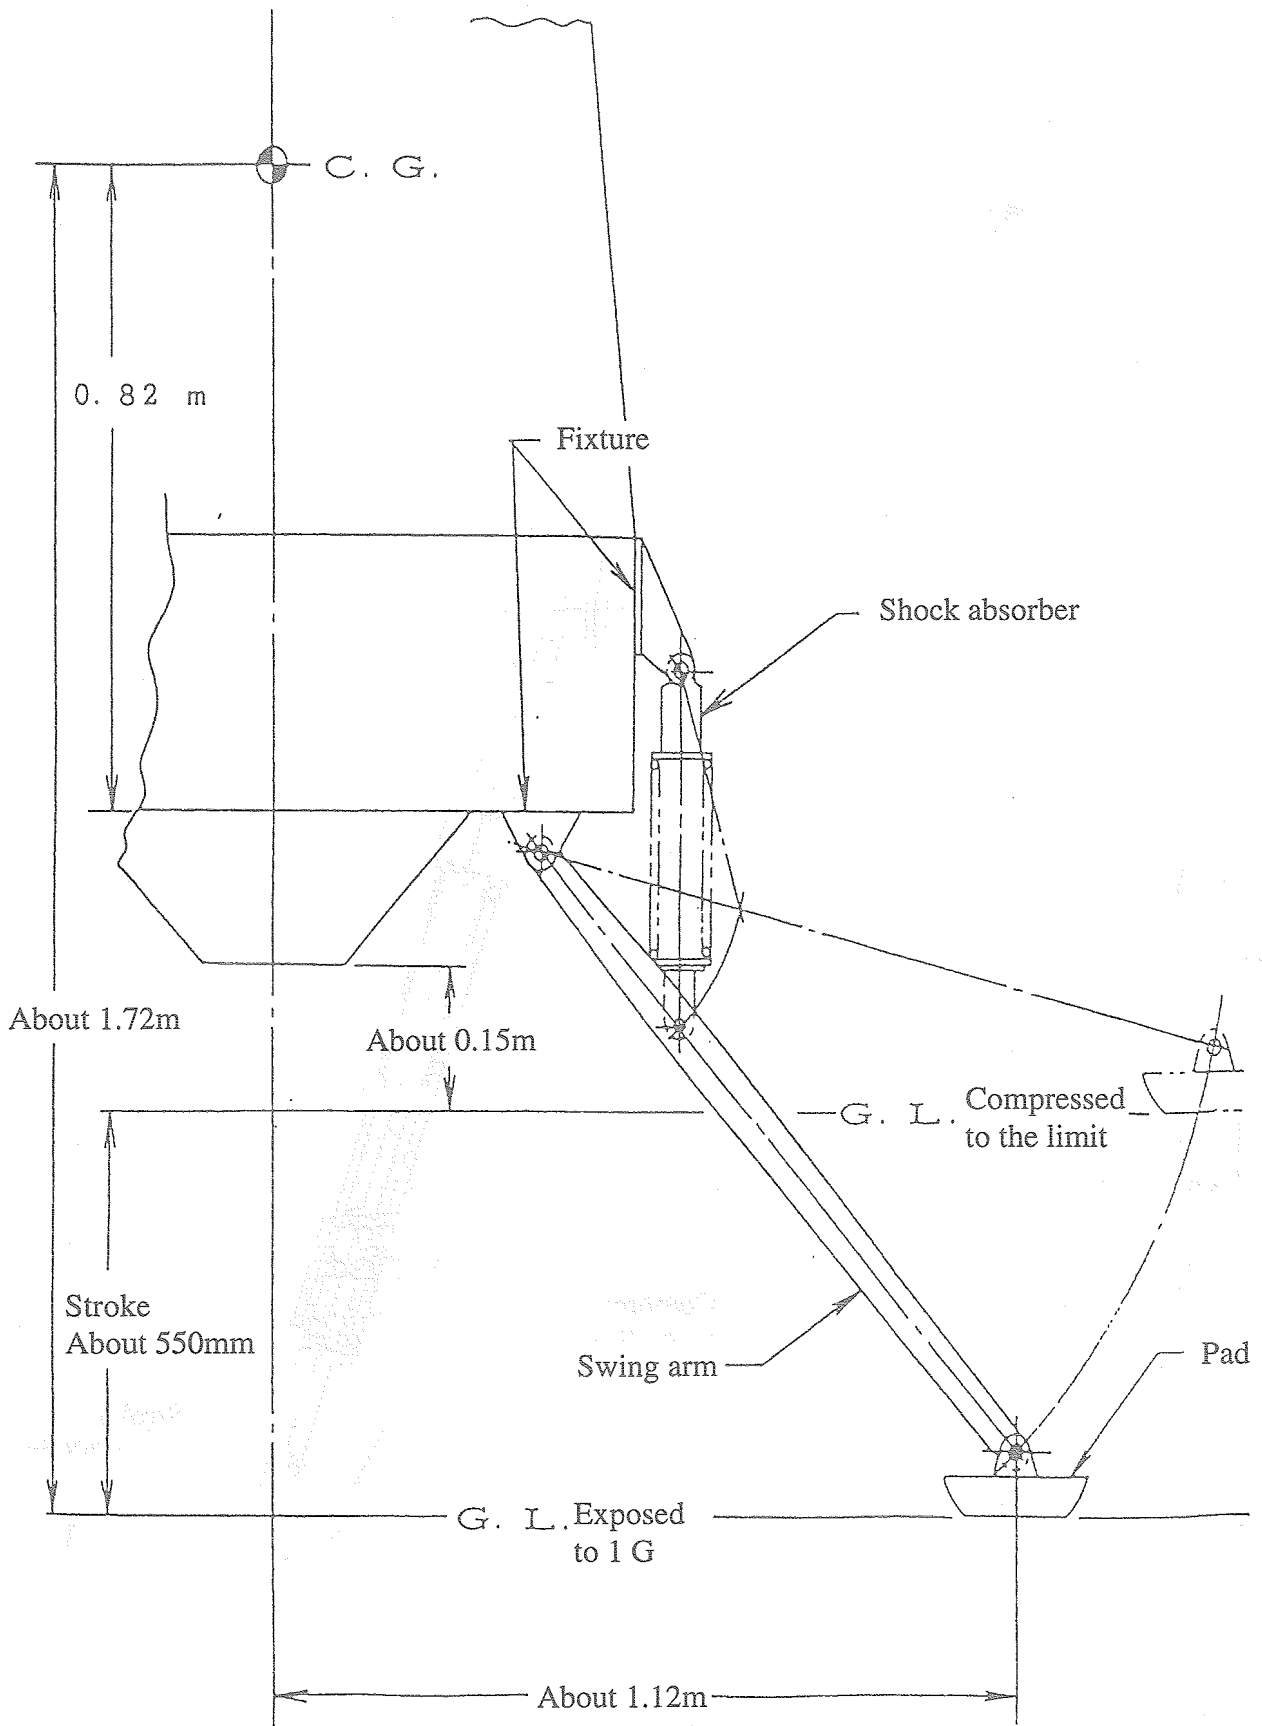 C. G.
0. 82 m
Fixture
Shock absorber
About 1.72m
About 0.15m
G. L. Compressed
to the limit
Stroke
About 550mm
Swing arm
Pad
G. L. Exposed
to 1 G
About 1.12m